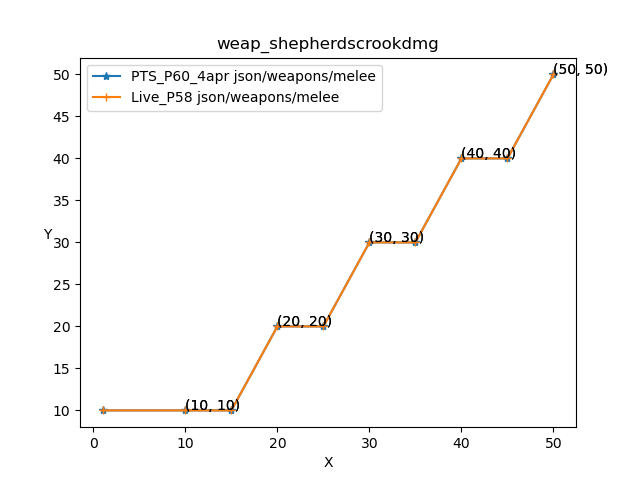 weap_shepherdscrookdmg
PTS_P60_4apr json/weapons/melee
Live_P58 json/weapons/melee
(50, 50)
(40, 40)
(30, 30)
(20, 20)
(10, 10)
50
45
40
35
30
25
20
15
10
Y
0 10 20 30 40 50
X